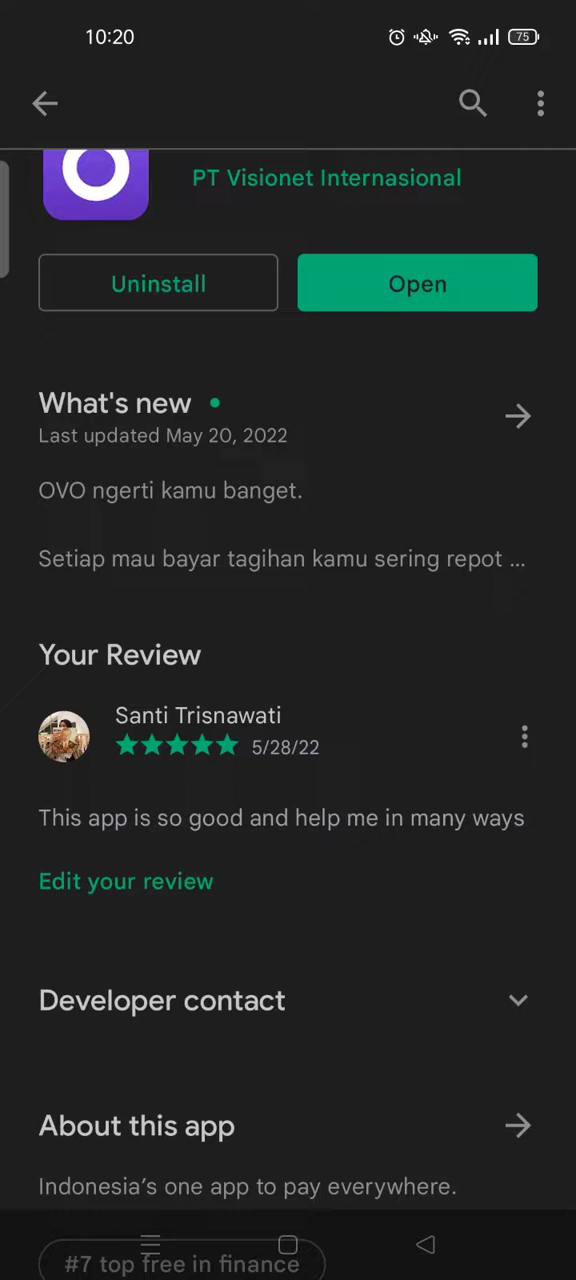 10:20
75
PT Visionet Internasional
Uninstall
Open
What's new
Last updated May 20, 2022
OVO ngerti kamu banget.
Setiap mau bayar tagihan kamu sering repot ...
Your Review
Santi Trisnawati
5/28/22
This app is so good and help me in many ways
Edit your review
Developer contact
About this app
Indonesia's one app to pay everywhere.
#7 top free in finance